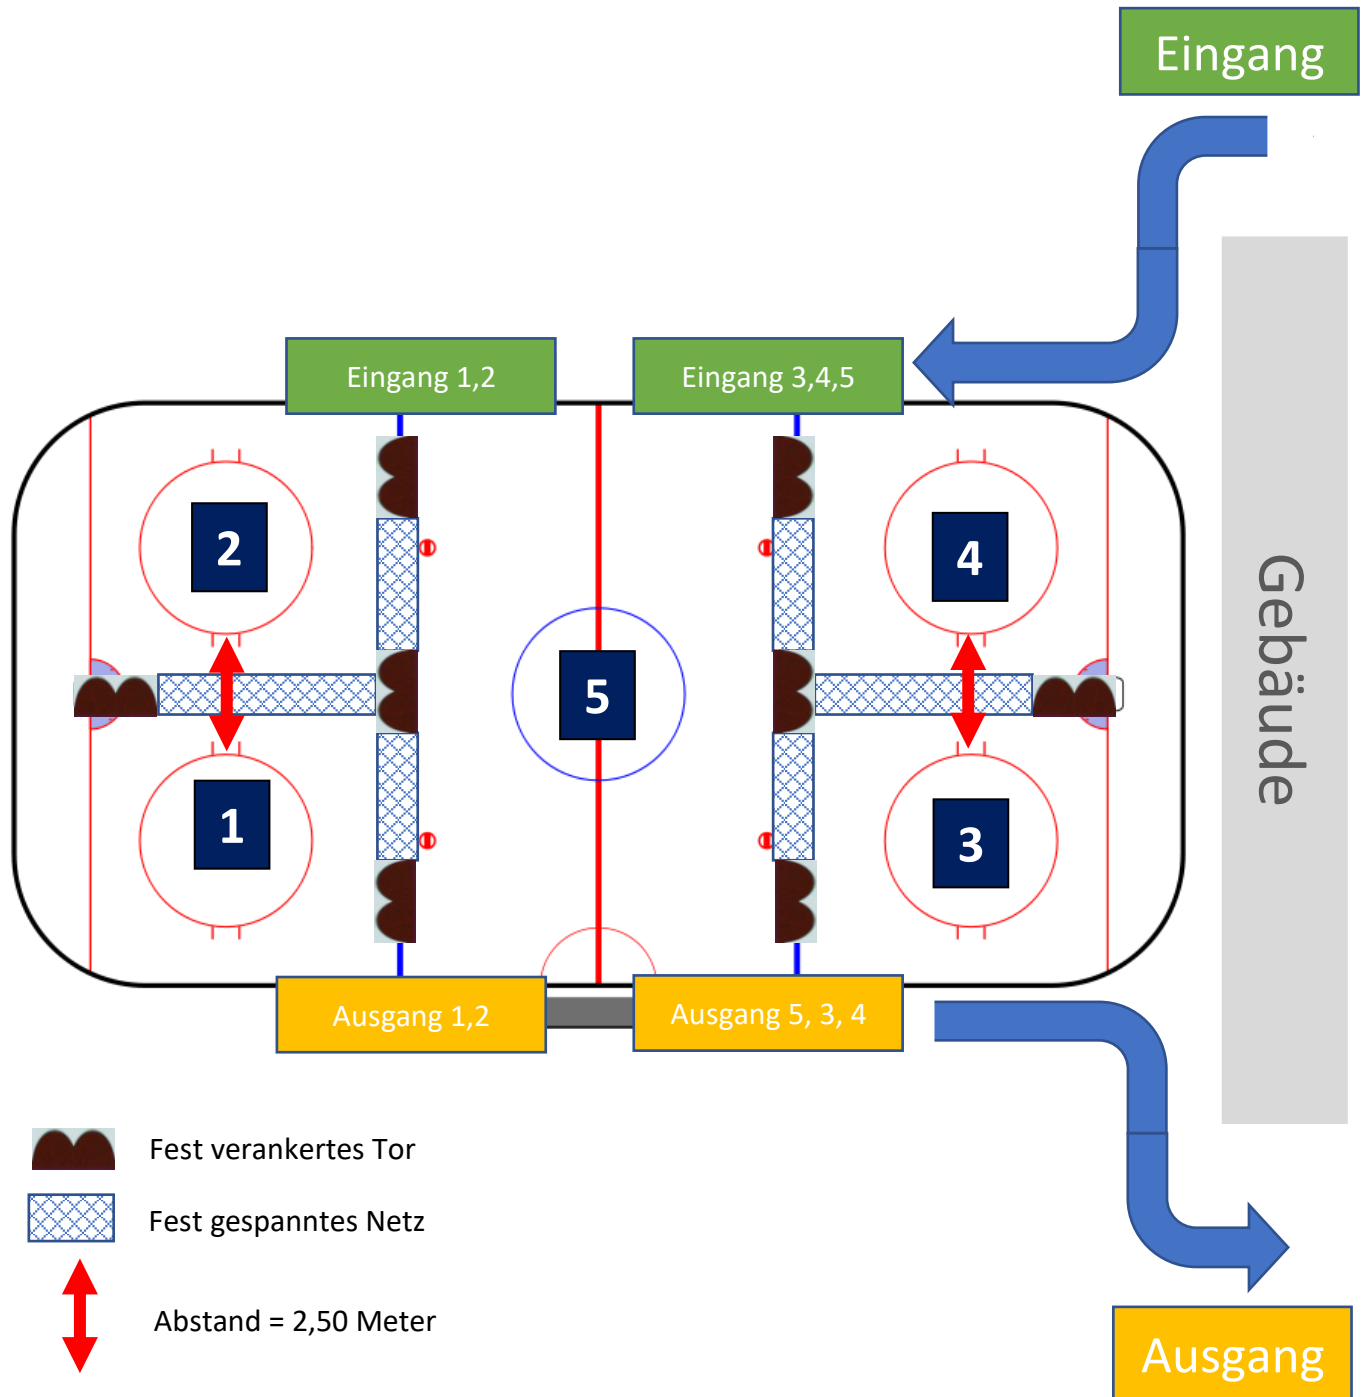 Eingang
Eingang 1,2
Eingang 3,4,5
2
4
5
1
3
Gebäude
Ausgang 1,2
Ausgang 5, 3, 4
Fest verankertes Tor
Fest gespanntes Netz
Abstand = 2,50 Meter
Ausgang